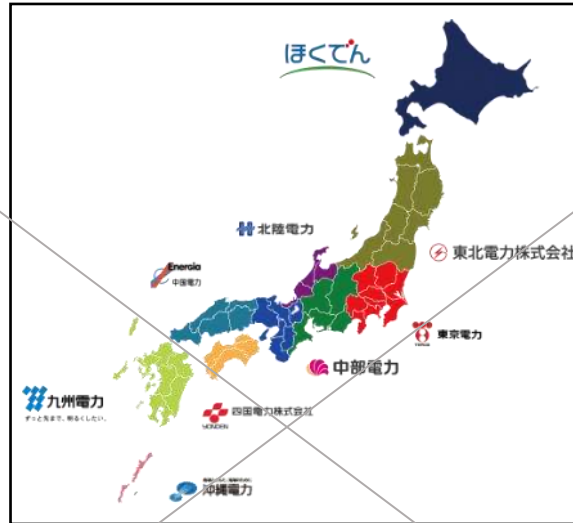 ほくでん
北陸電力
東北電力株式会社
Energia
中国電力
東京電力
中部電力
九州電力
ずっと先まで、明るくしたい。
四国電力株式会社
YONDEN
沖縄電力